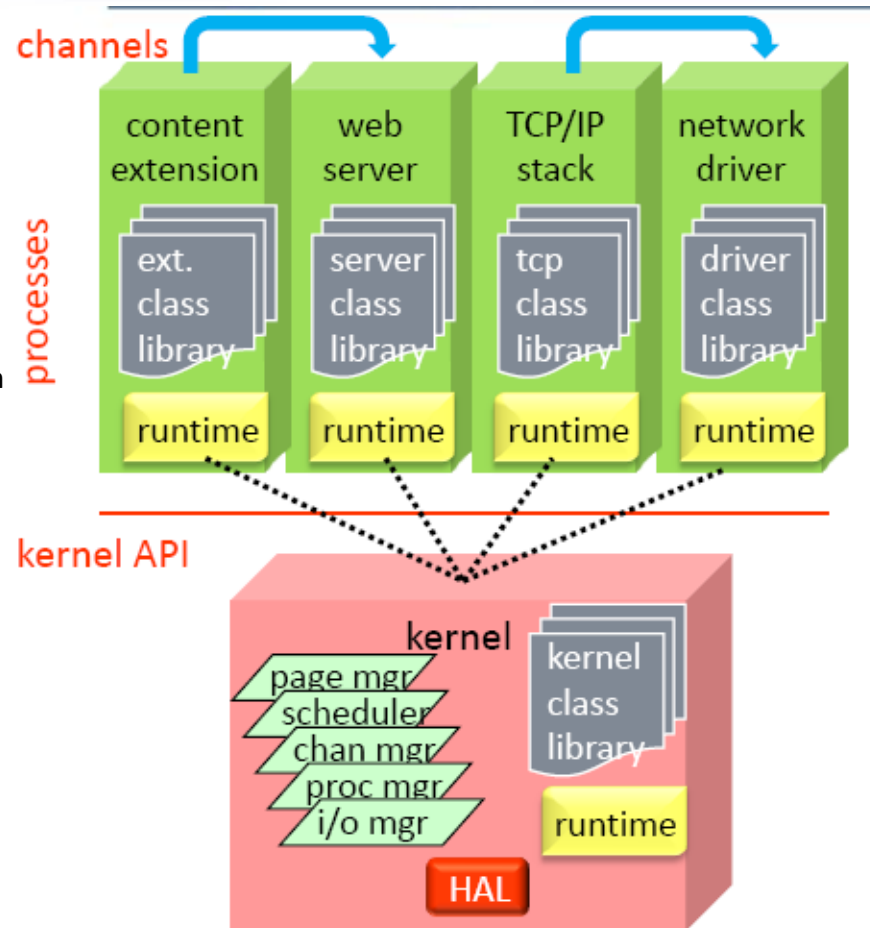 channels
content
extension
web
server
TCP/IP
stack
network
driver
processes
ext.
class
library
server
class
library
tcp
class
library
driver
class
library
runtime
runtime
runtime
runtime
kernel API
kernel
page mgr
scheduler
chan mgr
proc mgr
i/o mgr
kernel
class
library
runtime
HAL